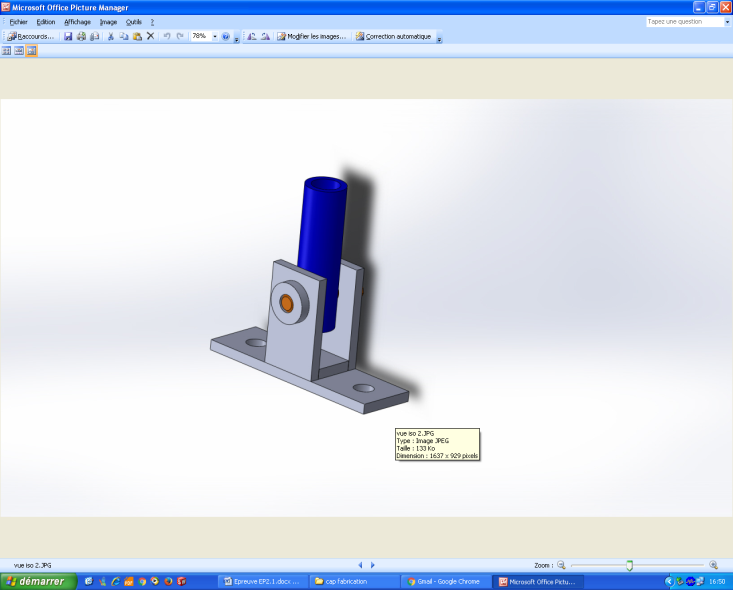 Microsoft Office Picture Manager
Fichier Edition Affichage Image Outils ?
Tapez une question
Raccourcis... 78% Modifier les images... Correction automatique
vue iso 2.JPG
Type : Image JPEG
Taille : 133 Ko
Dimension : 1637 x 929 pixels
vue iso 2.JPG
Zoom :
démarrer
Epreuve EP2.1.docx ...
cap fabrication
Gmail - Google Chrome
Microsoft Office Pictu...
16:50